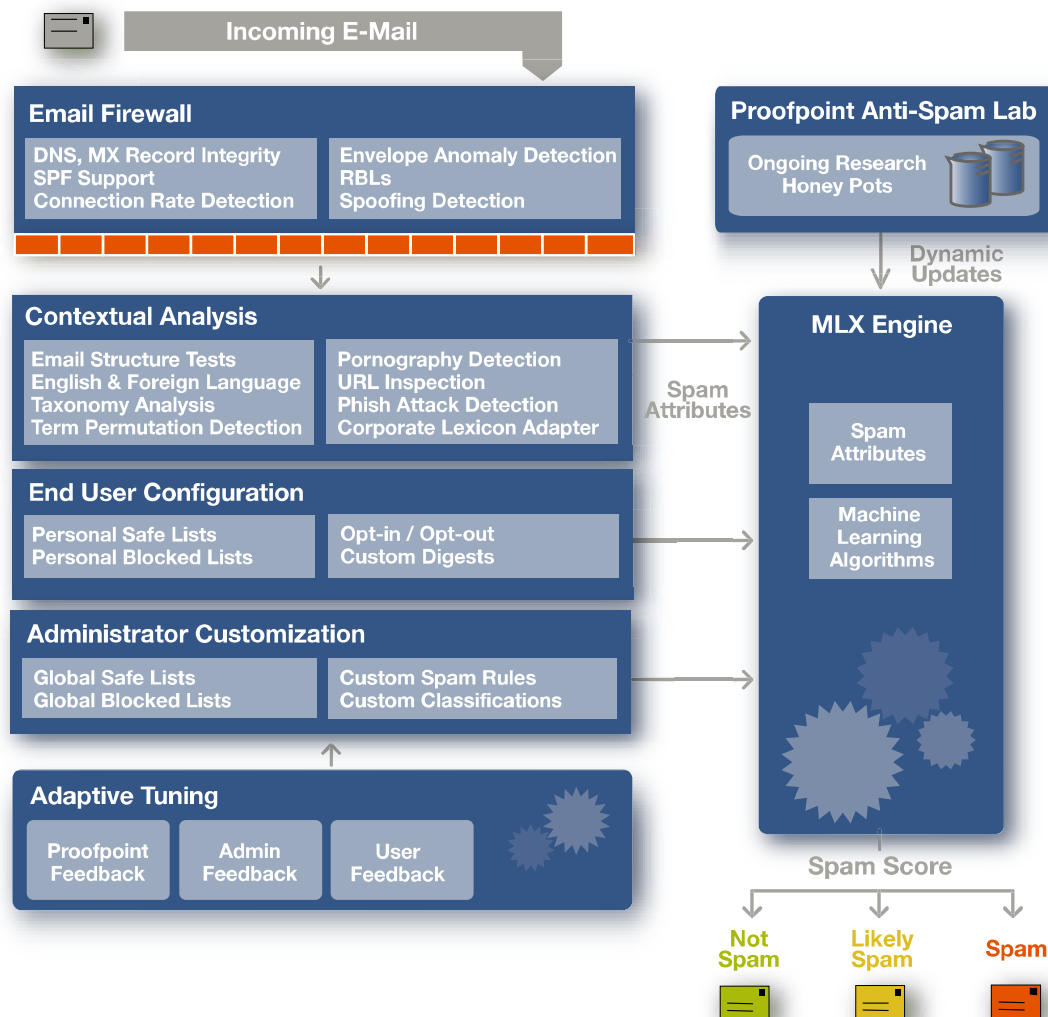 Incoming E-Mail
Email Firewall
DNS, MX Record Integrity
SPF Support
Connection Rate Detection
Envelope Anomaly Detection
RBLs
Spoofing Detection
Proofpoint Anti-Spam Lab
Ongoing Research
Honey Pots
Dynamic
Updates
Contextual Analysis
Email Structure Tests
English & Foreign Language
Taxonomy Analysis
Term Permutation Detection
Pornography Detection
URL Inspection
Phish Attack Detection
Corporate Lexicon Adapter
Spam
Attributes
MLX Engine
Spam
Attributes
Machine
Learning
Algorithms
End User Configuration
Personal Safe Lists
Personal Blocked Lists
Opt-in / Opt-out
Custom Digests
Administrator Customization
Global Safe Lists
Global Blocked Lists
Custom Spam Rules
Custom Classifications
Adaptive Tuning
Proofpoint
Feedback
Admin
Feedback
User
Feedback
Spam Score
Not
Spam
Likely
Spam
Spam